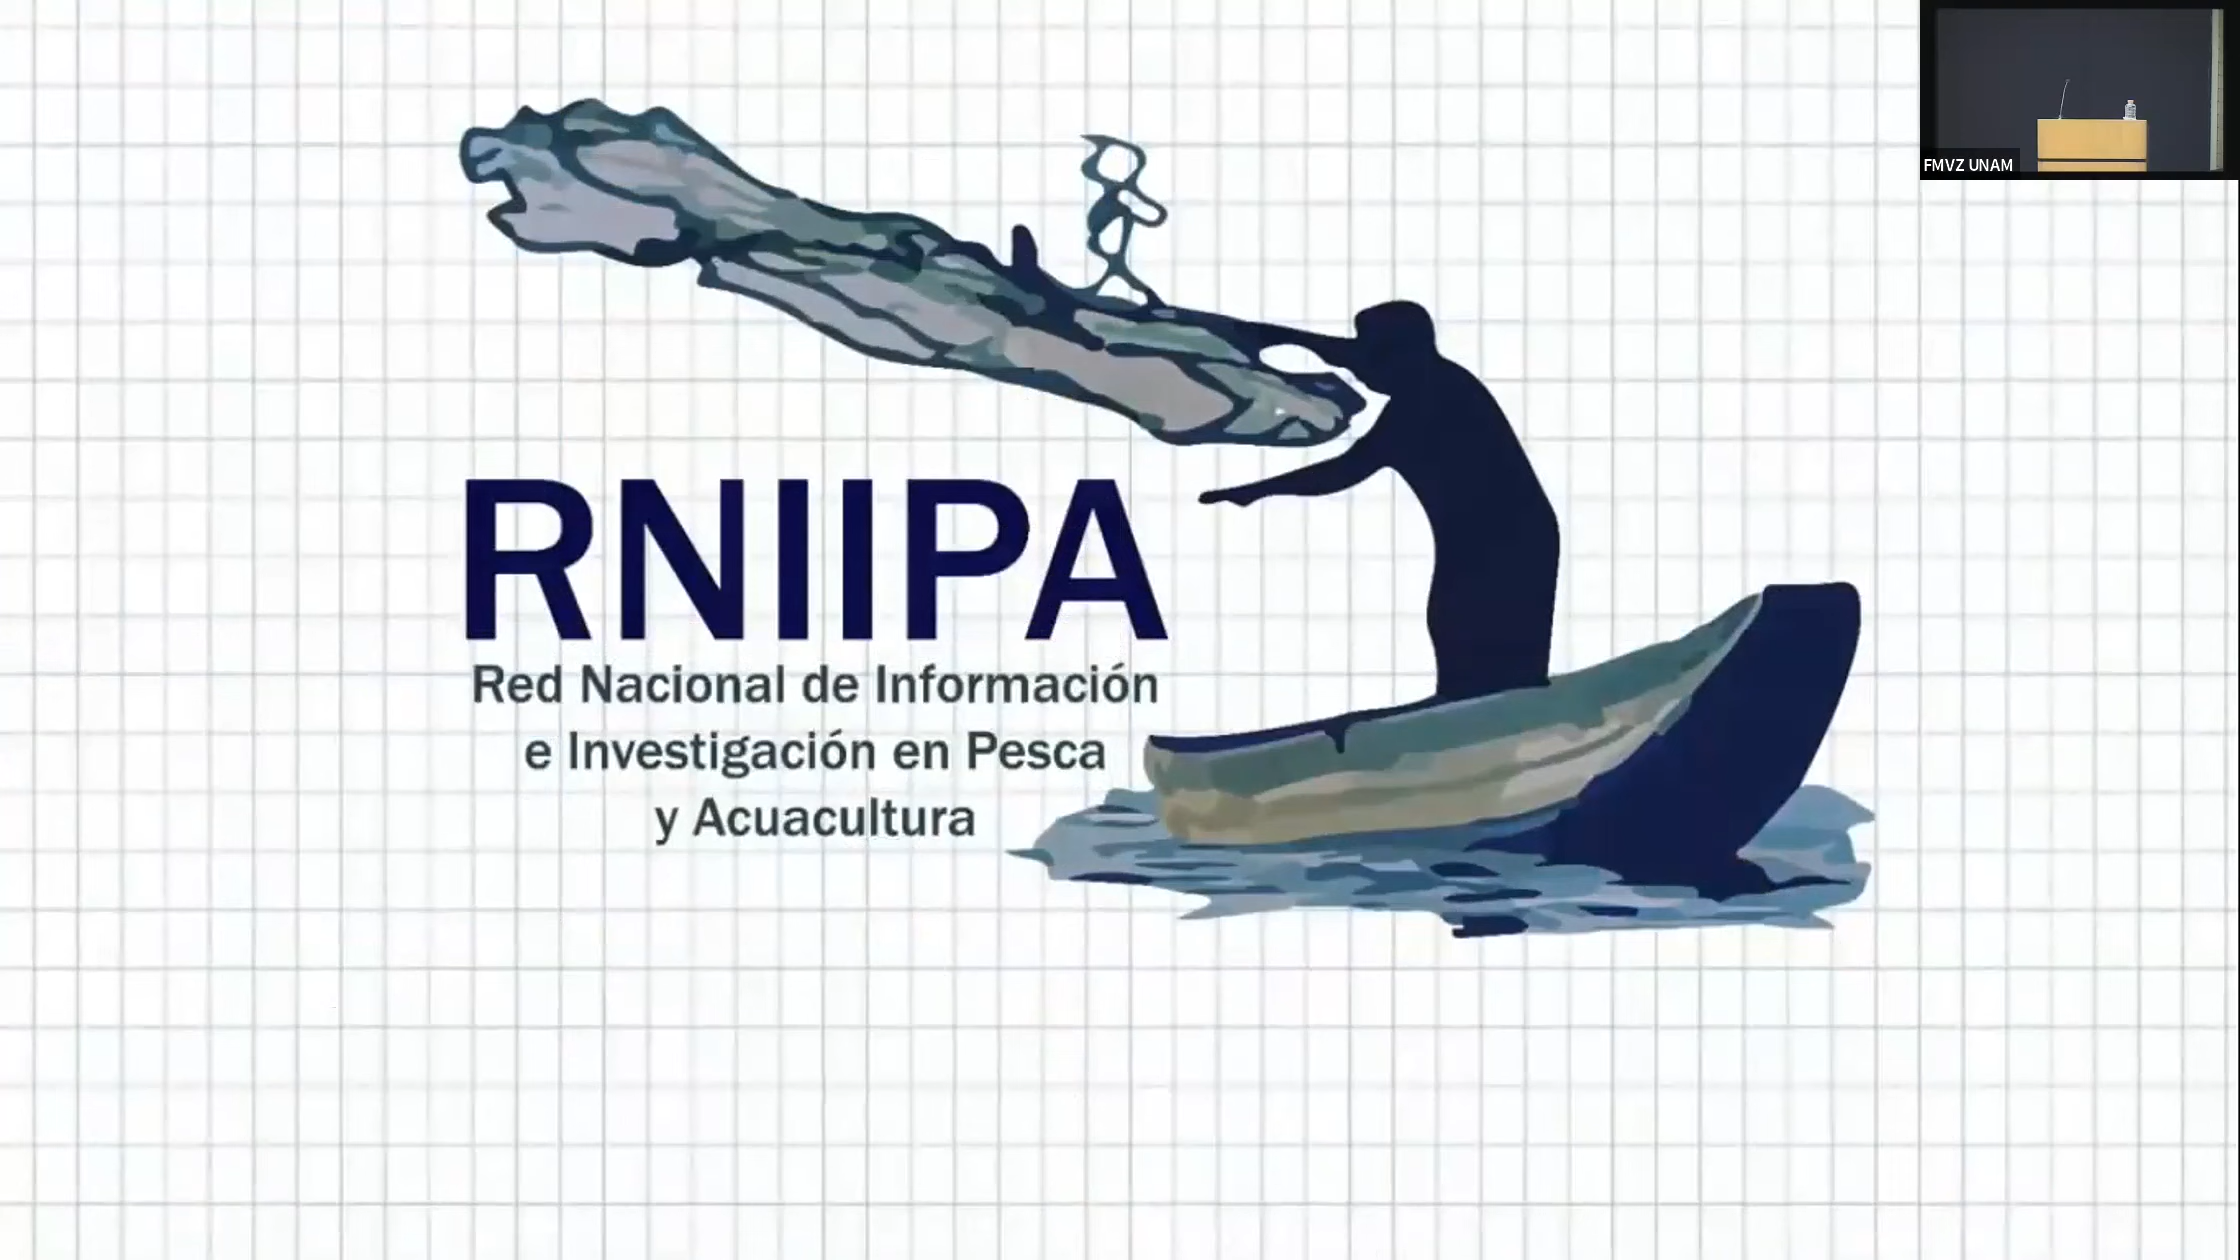 FMVZ UNAM
RNIIPA
Red Nacional de Información
e Investigación en Pesca
y Acuacultura